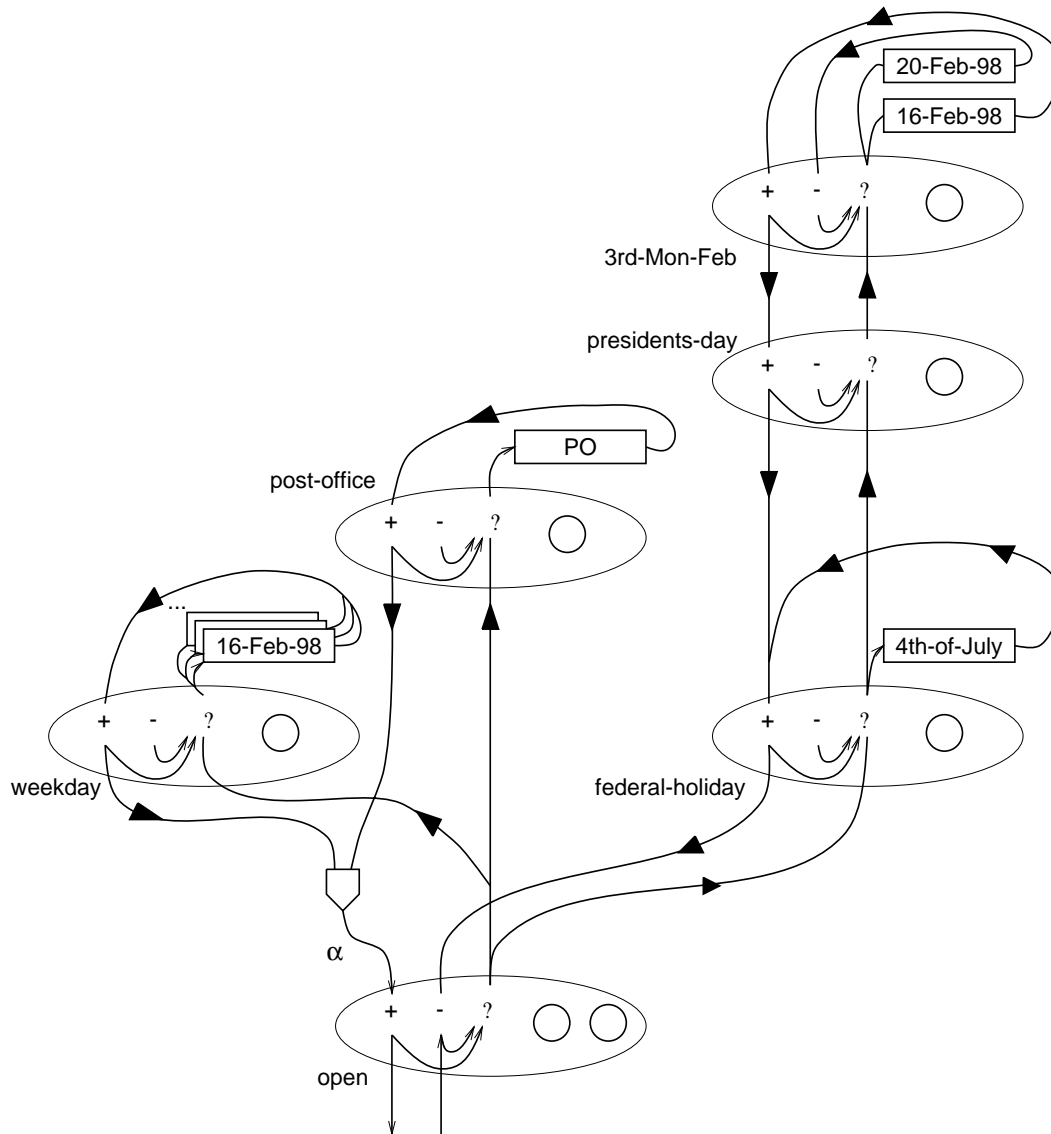 20-Feb-98
16-Feb-98
+ - ?
3rd-Mon-Feb
presidents-day
+ - ?
PO
post-office
+ - ?
...
16-Feb-98
4th-of-July
+ - ?
+ - ?
weekday
federal-holiday
α
+ - ?
open